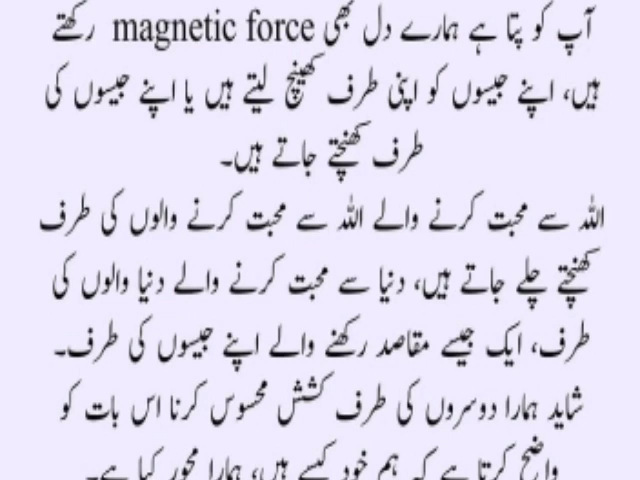 آپ کو پتا ہے ہمارے دل بھی magnetic force رکھتے
ہیں، اپنے جیسوں کو اپنی طرف کھینچ لیتے ہیں یا اپنے جیسوں کی
طرف کھنچتے جاتے ہیں۔
اللہ سے محبت کرنے والے اللہ سے محبت کرنے والوں کی طرف
کھنچتے چلے جاتے ہیں، دنیا سے محبت کرنے والے دنیا والوں کی
طرف، ایک جیسے مقاصد رکھنے والے اپنے جیسوں کی طرف۔
شاید ہمارا دوسروں کی طرف کشش محسوس کرنا اس بات کو
واضح کرتا ہے کہ ہم خود کیسے ہیں، ہمارا محور کیا ہے۔